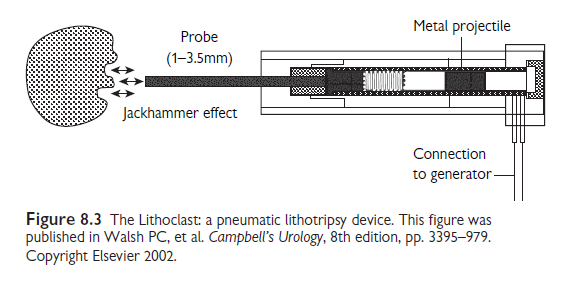 Metal projectile
Probe
(1–3.5mm)
Jackhammer effect
Connection
to generator
Figure 8.3 The Lithoclast: a pneumatic lithotripsy device. This figure was
published in Walsh PC, et al. Campbell's Urology, 8th edition, pp. 3395–979.
Copyright Elsevier 2002.